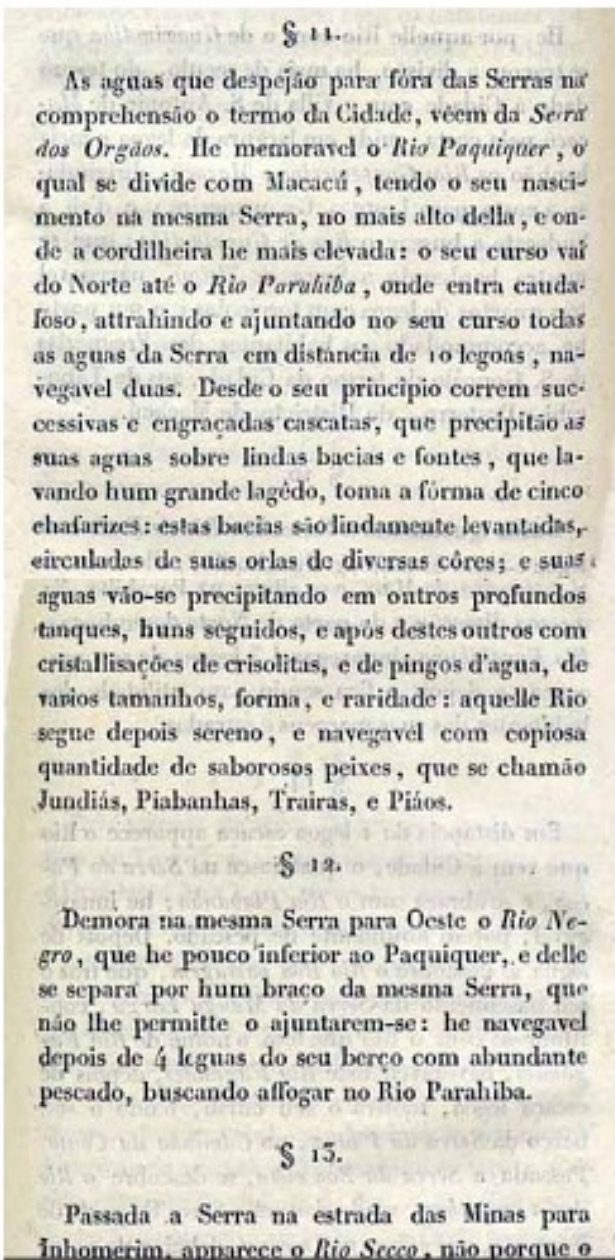 § 11.
As aguas que despejão para fóra das Serras na
comprehensão o termo da Cidade, vêem da Serra
dos Orgãos. He memoravel o Rio Paquiquer, o
qual se divide com Macacú, tendo o seu nasci-
mento na mesma Serra, no mais alto della, e on-
de a cordilheira he mais elevada: o seu curso vai
do Norte até o Rio Parahiba, onde entra cauda-
loso, attrahindo e ajuntando no seu curso todas
as aguas da Serra em distancia de 10 legoas, na-
vegavel duas. Desde o seu principio correm suc-
cessivas e engraçadas cascatas, que precipitão as
suas aguas sobre lindas bacias e fontes, que la-
vando hum grande lagêdo, toma a fórma de cinco
chafarizes: estas bacias são lindamente levantadas,
circuladas de suas orlas de diversas côres; e suas
aguas vão-se precipitando em outros profundos
tanques, huns seguidos, e após destes outros com
cristallisações de crisolitas, e de pingos d'agua, de
varios tamanhos, forma, e raridade: aquelle Rio
segue depois sereno, e navegavel com copiosa
quantidade de saborosos peixes, que se chamão
Jundiás, Piabanhas, Trairas, e Piáos.
§ 12.
Demora na mesma Serra para Oeste o Rio Ne-
gro, que he pouco inferior ao Paquiquer, e delle
se separa por hum braço da mesma Serra, que
não lhe permitte o ajuntarem-se: he navegavel
depois de 4 leguas do seu berço com abundante
pescado, buscando affogar no Rio Parahiba.
§ 13.
Passada a Serra na estrada das Minas para
Inhomerim, apparece o Rio Secco, não porque o